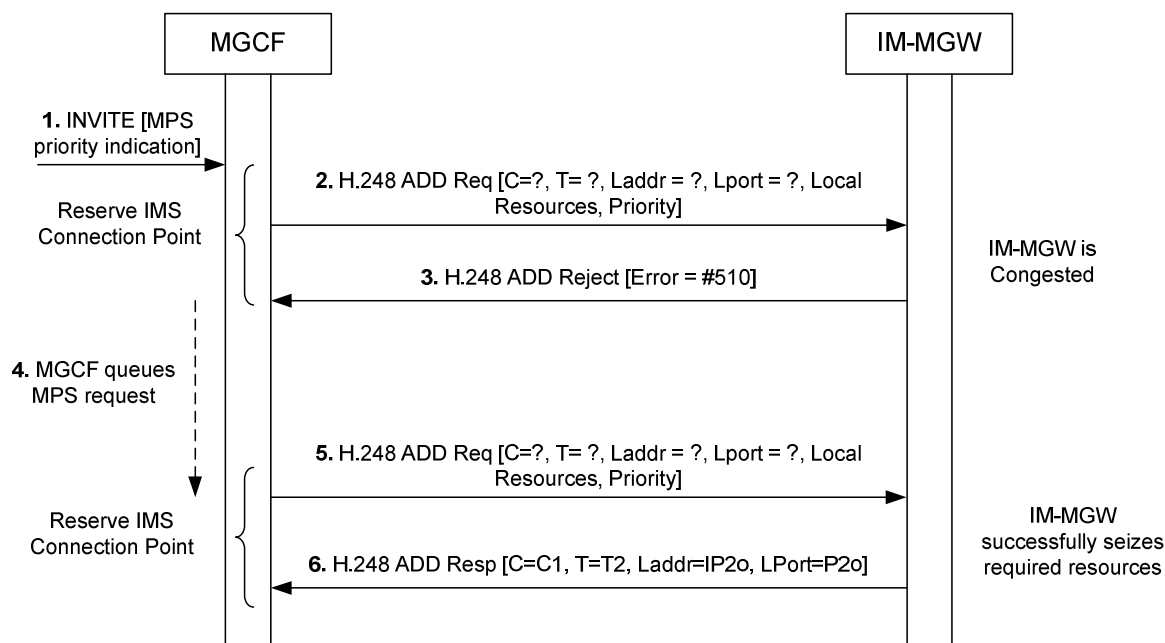 MGCF
IM-MGW
1. INVITE [MPS
priority indication]
2. H.248 ADD Req [C=?, T= ?, Laddr = ?, Lport = ?, Local
Resources, Priority]
Reserve IMS
Connection Point
IM-MGW is
Congested
3. H.248 ADD Reject [Error = #510]
4. MGCF queues
MPS request
5. H.248 ADD Req [C=?, T= ?, Laddr = ?, Lport = ?, Local
Resources, Priority]
Reserve IMS
Connection Point
IM-MGW
successfully seizes
required resources
6. H.248 ADD Resp [C=C1, T=T2, Laddr=IP2o, LPort=P2o]